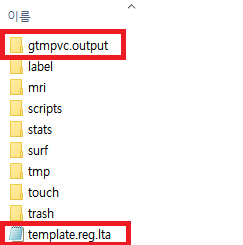 이름
gtmpvc.output
label
mri
scripts
stats
surf
tmp
touch
trash
template.reg.lta